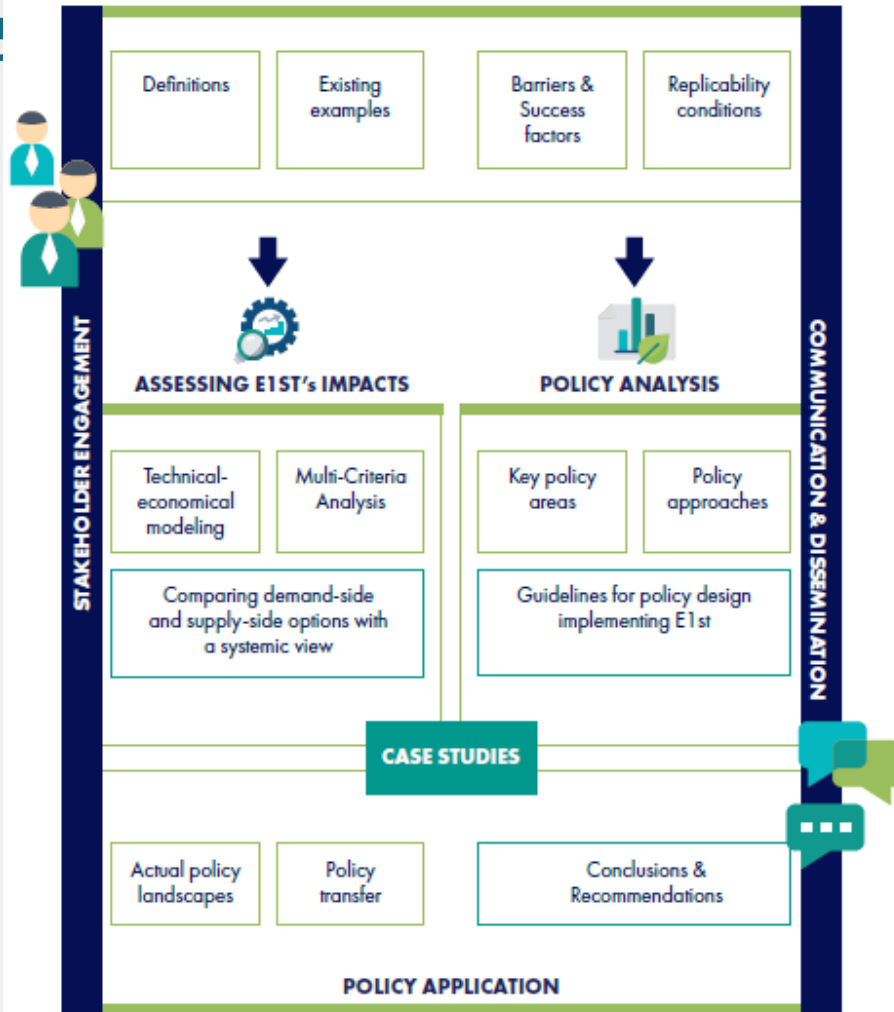 Definitions
Existing
examples
Barriers &
Success
factors
Replicability
conditions
STAKEHOLDER ENGAGEMENT
COMMUNICATION & DISSEMINATION
ASSESSING E1ST's IMPACTS
POLICY ANALYSIS
Technical-
economical
modeling
Multi-Criteria
Analysis
Key policy
areas
Policy
approaches
Comparing demand-side
and supply-side options with
a systemic view
Guidelines for policy design
implementing E1st
CASE STUDIES
Actual policy
landscapes
Policy
transfer
Conclusions &
Recommendations
POLICY APPLICATION